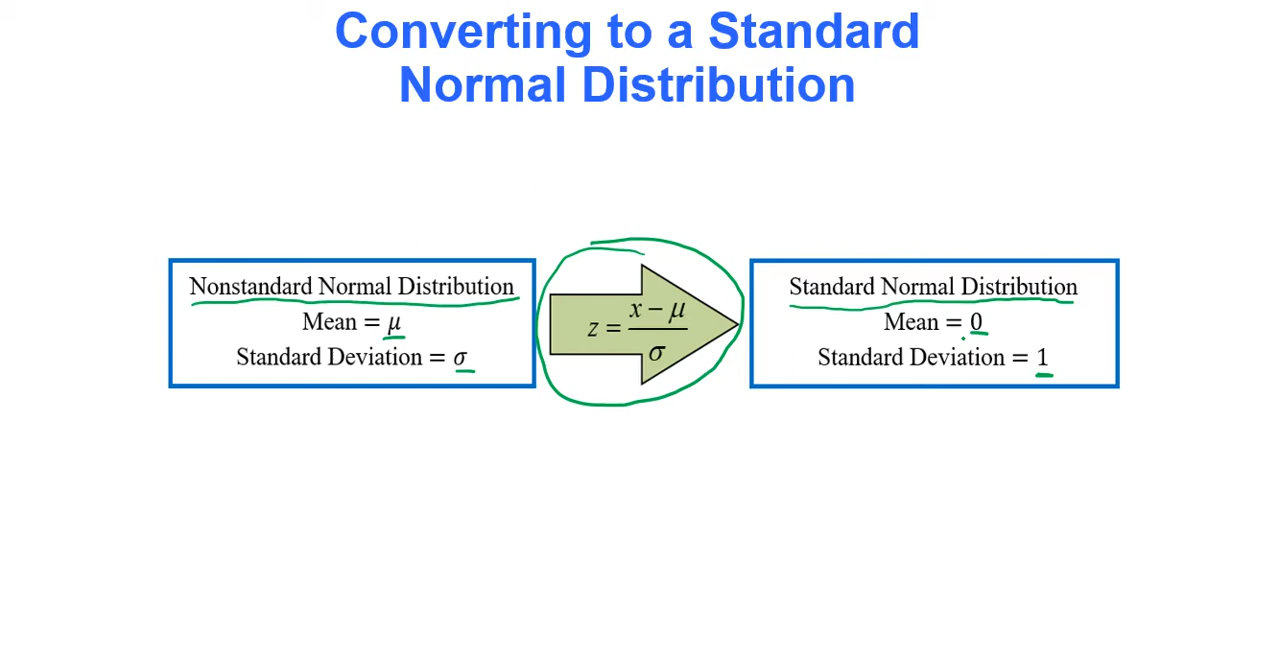 Converting to a Standard
Normal Distribution
Nonstandard Normal Distribution
Mean = μ
Standard Deviation = σ
z = (x − μ) / σ
Standard Normal Distribution
Mean = 0
Standard Deviation = 1